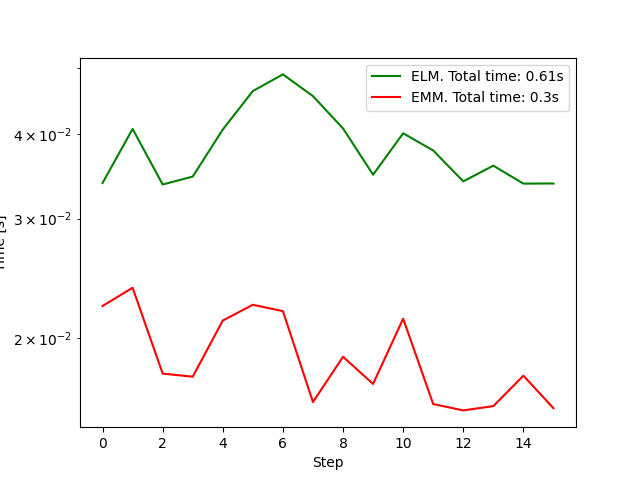 ELM. Total time: 0.61s
EMM. Total time: 0.3s
4 × 10⁻²
3 × 10⁻²
2 × 10⁻²
[s]
0 2 4 6 8 10 12 14
Step